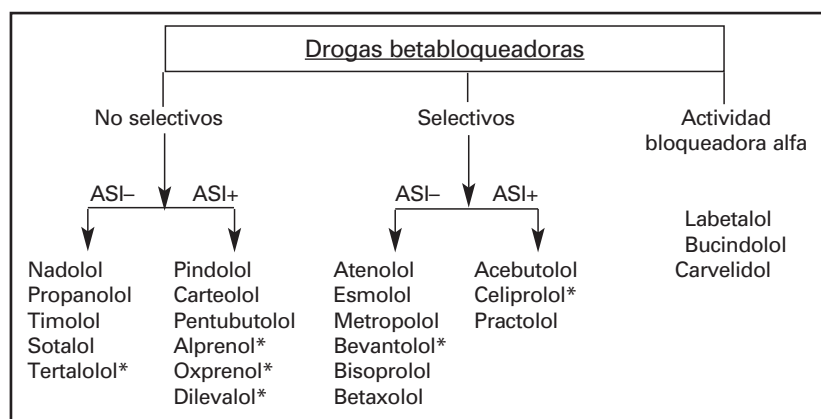 Drogas betabloqueadoras
No selectivos
Selectivos
Actividad
bloqueadora alfa
ASI–
ASI+
ASI–
ASI+
Nadolol
Propanolol
Timolol
Sotalol
Tertalolol*
Pindolol
Carteolol
Pentubutolol
Alprenol*
Oxprenol*
Dilevalol*
Atenolol
Esmolol
Metropolol
Bevantolol*
Bisoprolol
Betaxolol
Acebutolol
Celiprolol*
Practolol
Labetalol
Bucindolol
Carvelidol